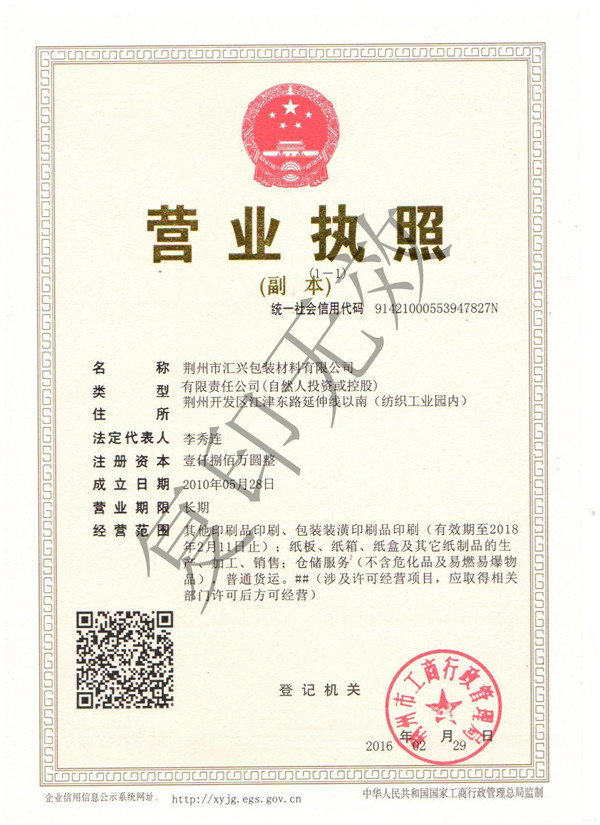 营业执照
(1-1)
(副 本)
统一社会信用代码 91421000553947827N
名 称 荆州市汇兴包装材料有限公司
类 型 有限责任公司(自然人投资或控股)
住 所 荆州开发区江津东路延伸线以南（纺织工业园内）
法定代表人 李秀连
注册资本 壹仟捌佰万圆整
成立日期 2010年05月28日
营业期限 长期
经营范围 其他印刷品印刷、包装装潢印刷品印刷（有效期至2018
年2月11日止）；纸板、纸箱、纸盒及其它纸制品的生
产、加工、销售；仓储服务（不含危化品及易燃易爆物
品），普通货运。##（涉及许可经营项目，应取得相关
部门许可后方可经营）
复印无效
登记机关
荆州市工商行政管理局
2016 年 02 月 29 日
企业信用信息公示系统网址： http://xyjg.egs.gov.cn
中华人民共和国国家工商行政管理总局监制